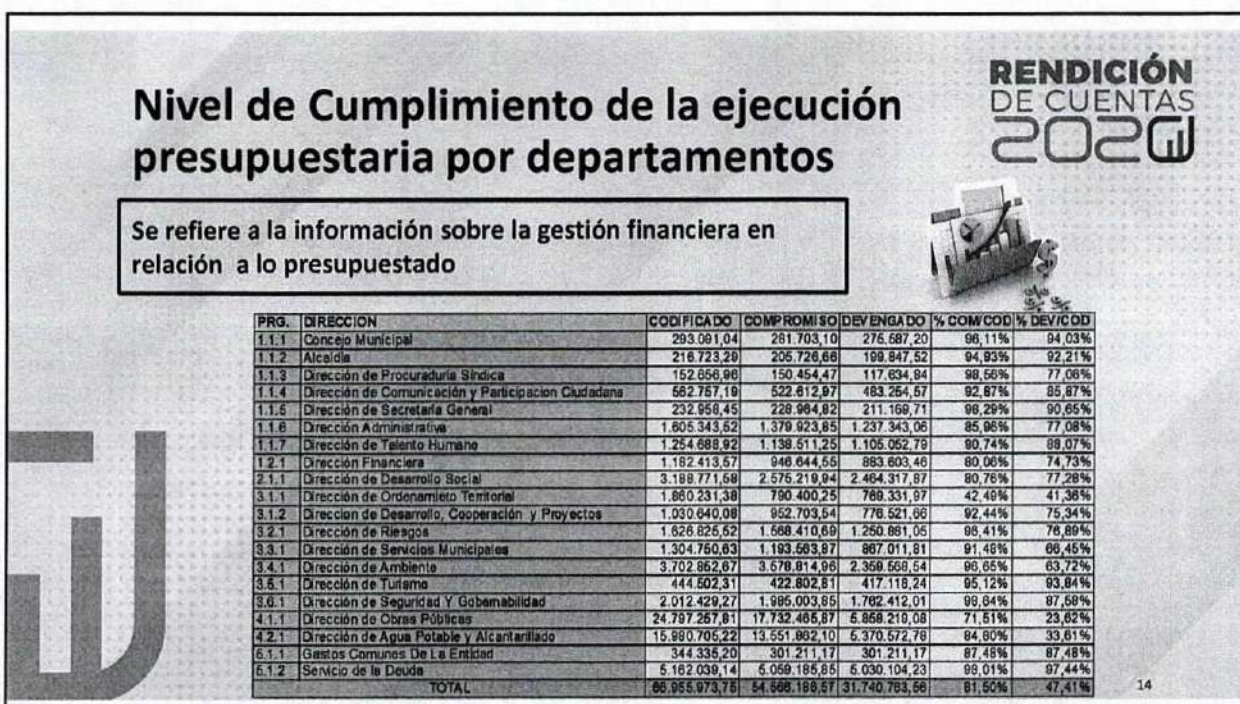 Nivel de Cumplimiento de la ejecución
presupuestaria por departamentos
RENDICIÓN
DE CUENTAS
2020
Se refiere a la información sobre la gestión financiera en
relación a lo presupuestado
PRG. DIRECCION CODIFICADO COMPROMISO DEVENGADO % COM/COD % DEV/COD
1.1.1 Concejo Municipal 293.091,04 281.703,10 275.587,20 96,11% 94,03%
1.1.2 Alcaldia 216.723,29 205.726,66 199.847,52 94,93% 92,21%
1.1.3 Dirección de Procuraduria Sindica 152.656,96 150.454,47 117.634,84 98,56% 77,06%
1.1.4 Dirección de Comunicación y Participacion Ciudadana 562.757,19 522.612,97 483.254,57 92,87% 85,87%
1.1.5 Dirección de Secretaria General 232.958,45 228.964,82 211.169,71 98,29% 90,65%
1.1.6 Dirección Administrativa 1.605.343,52 1.379.923,85 1.237.343,06 85,96% 77,08%
1.1.7 Dirección de Talento Humano 1.254.688,92 1.138.511,25 1.105.052,79 90,74% 88,07%
1.2.1 Dirección Financiera 1.182.413,57 946.644,55 883.603,46 80,06% 74,73%
2.1.1 Dirección de Desarrollo Social 3.188.771,58 2.575.219,94 2.464.317,87 80,76% 77,28%
3.1.1 Dirección de Ordenamieto Territorial 1.860.231,38 790.400,25 769.331,97 42,49% 41,36%
3.1.2 Direccion de Desarrollo, Cooperación y Proyectos 1.030.640,08 952.703,54 776.521,66 92,44% 75,34%
3.2.1 Dirección de Riesgos 1.626.825,52 1.568.410,69 1.250.881,05 96,41% 76,89%
3.3.1 Dirección de Servicios Municipales 1.304.750,63 1.193.563,87 867.011,81 91,48% 66,45%
3.4.1 Dirección de Ambiente 3.702.852,67 3.578.814,96 2.359.568,54 96,65% 63,72%
3.5.1 Dirección de Turismo 444.502,31 422.802,81 417.118,24 95,12% 93,84%
3.6.1 Dirección de Seguridad Y Gobernabilidad 2.012.429,27 1.985.003,85 1.762.412,01 98,64% 87,58%
4.1.1 Dirección de Obras Públicas 24.797.257,81 17.732.465,87 5.858.219,08 71,51% 23,62%
4.2.1 Dirección de Agua Potable y Alcantarillado 15.980.705,22 13.551.862,10 5.370.572,78 84,80% 33,61%
5.1.1 Gastos Comunes De La Entidad 344.335,20 301.211,17 301.211,17 87,48% 87,48%
5.1.2 Servicio de la Deuda 5.162.039,14 5.059.185,85 5.030.104,23 98,01% 97,44%
TOTAL 66.955.973,75 54.566.186,57 31.740.763,56 81,50% 47,41%
14